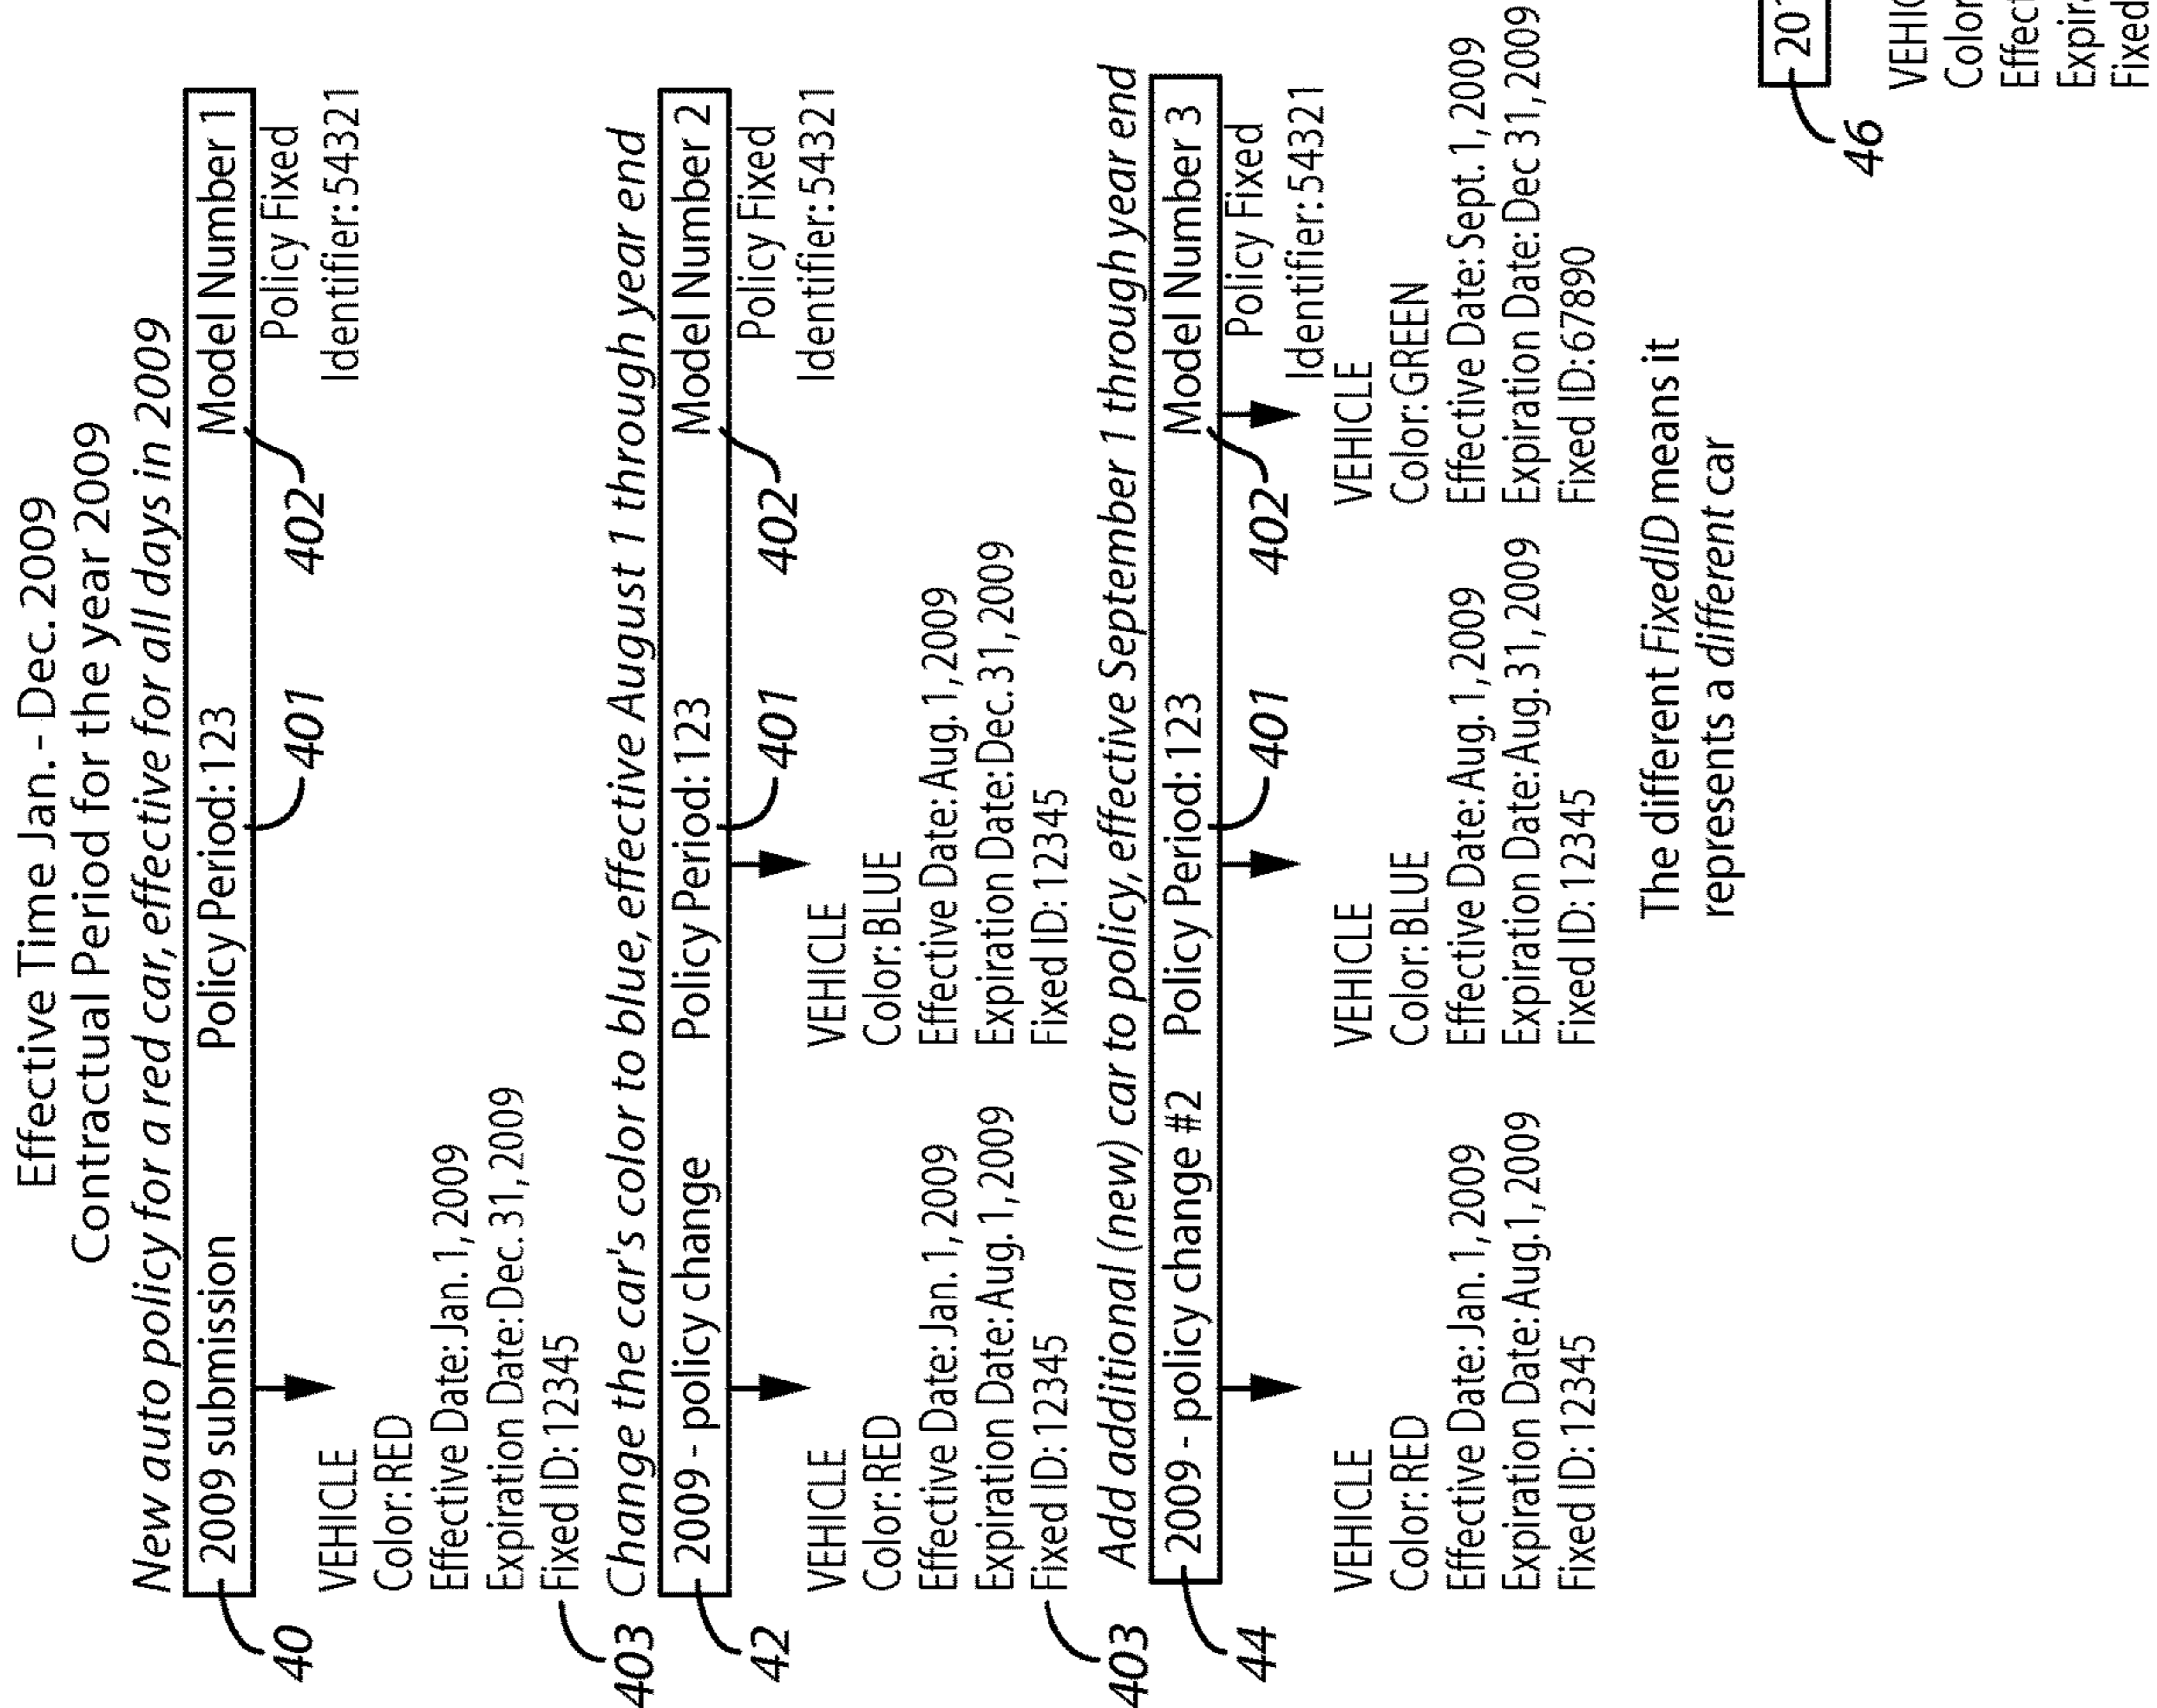 Effective Time Jan. - Dec. 2009
Contractual Period for the year 2009
New auto policy for a red car, effective for all days in 2009
2009 submission Policy Period: 123 Model Number 1
40
401
402
Policy Fixed
Identifier: 54321
VEHICLE
Color: RED
Effective Date: Jan. 1, 2009
Expiration Date: Dec. 31, 2009
Fixed ID: 12345
403
Change the car's color to blue, effective August 1 through year end
2009 - policy change Policy Period: 123 Model Number 2
42
401
402
Policy Fixed
Identifier: 54321
VEHICLE
Color: RED
Effective Date: Jan. 1, 2009
Expiration Date: Aug. 1, 2009
Fixed ID: 12345
403
VEHICLE
Color: BLUE
Effective Date: Aug. 1, 2009
Expiration Date: Dec. 31, 2009
Fixed ID: 12345
Add additional (new) car to policy, effective September 1 through year end
2009 - policy change #2 Policy Period: 123 Model Number 3
44
401
402
Policy Fixed
Identifier: 54321
VEHICLE
Color: RED
Effective Date: Jan. 1, 2009
Expiration Date: Aug. 1, 2009
Fixed ID: 12345
VEHICLE
Color: BLUE
Effective Date: Aug. 1, 2009
Expiration Date: Aug. 31, 2009
Fixed ID: 12345
VEHICLE
Color: GREEN
Effective Date: Sept. 1, 2009
Expiration Date: Dec 31, 2009
Fixed ID: 67890
The different FixedID means it
represents a different car
46
Color
Fixed